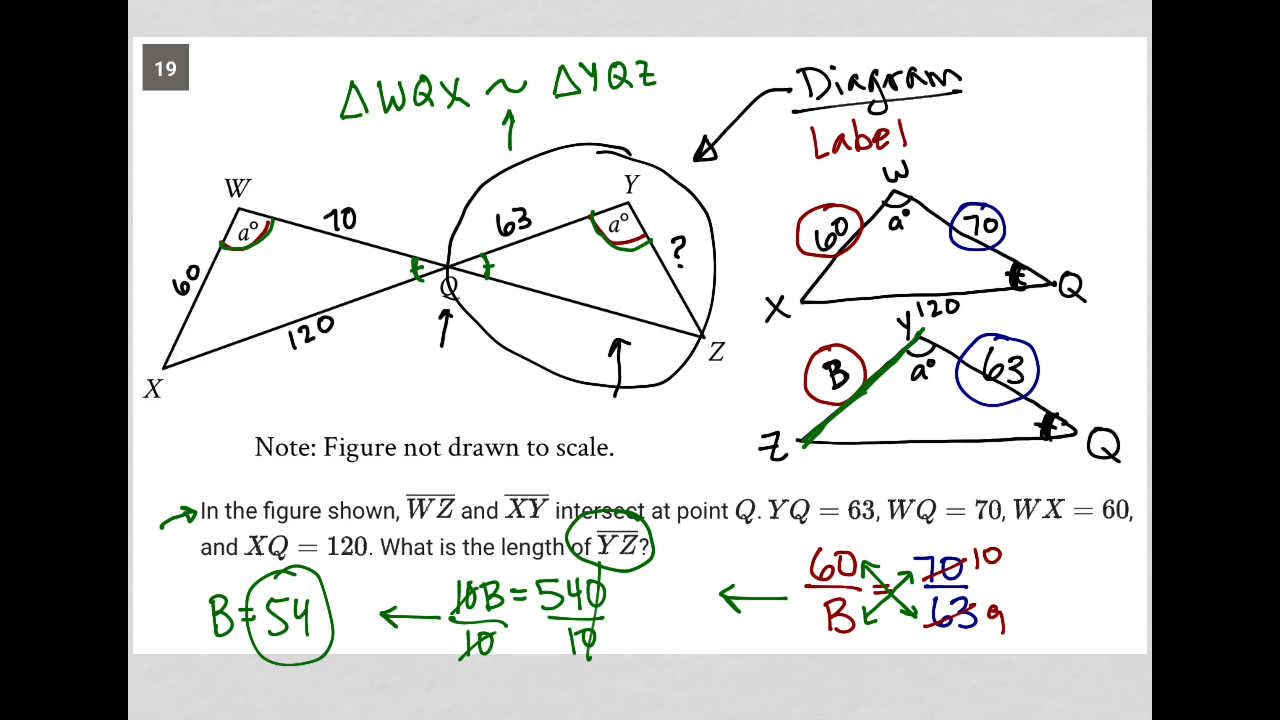 19
△WQX ~ △YQZ
Diagram
Label
W
70
63
Y
a°
a°
?
60
Q
120
X
Z
W
60
a°
70
X
120
Q
Y
B
a°
63
Z
Q
Note: Figure not drawn to scale.
In the figure shown, WZ and XY intersect at point Q. YQ = 63, WQ = 70, WX = 60,
and XQ = 120. What is the length of YZ?
60/B = 70/63
10
9
10B = 540
10 10
B = 54